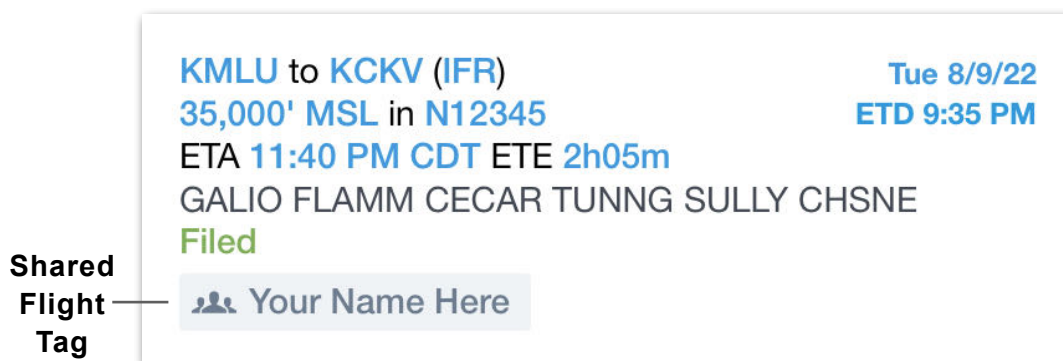 KMLU to KCKV (IFR)
Tue 8/9/22
35,000' MSL in N12345
ETD 9:35 PM
ETA 11:40 PM CDT ETE 2h05m
GALIO FLAMM CECAR TUNNG SULLY CHSNE
Filed
Shared
Flight
Tag
Your Name Here